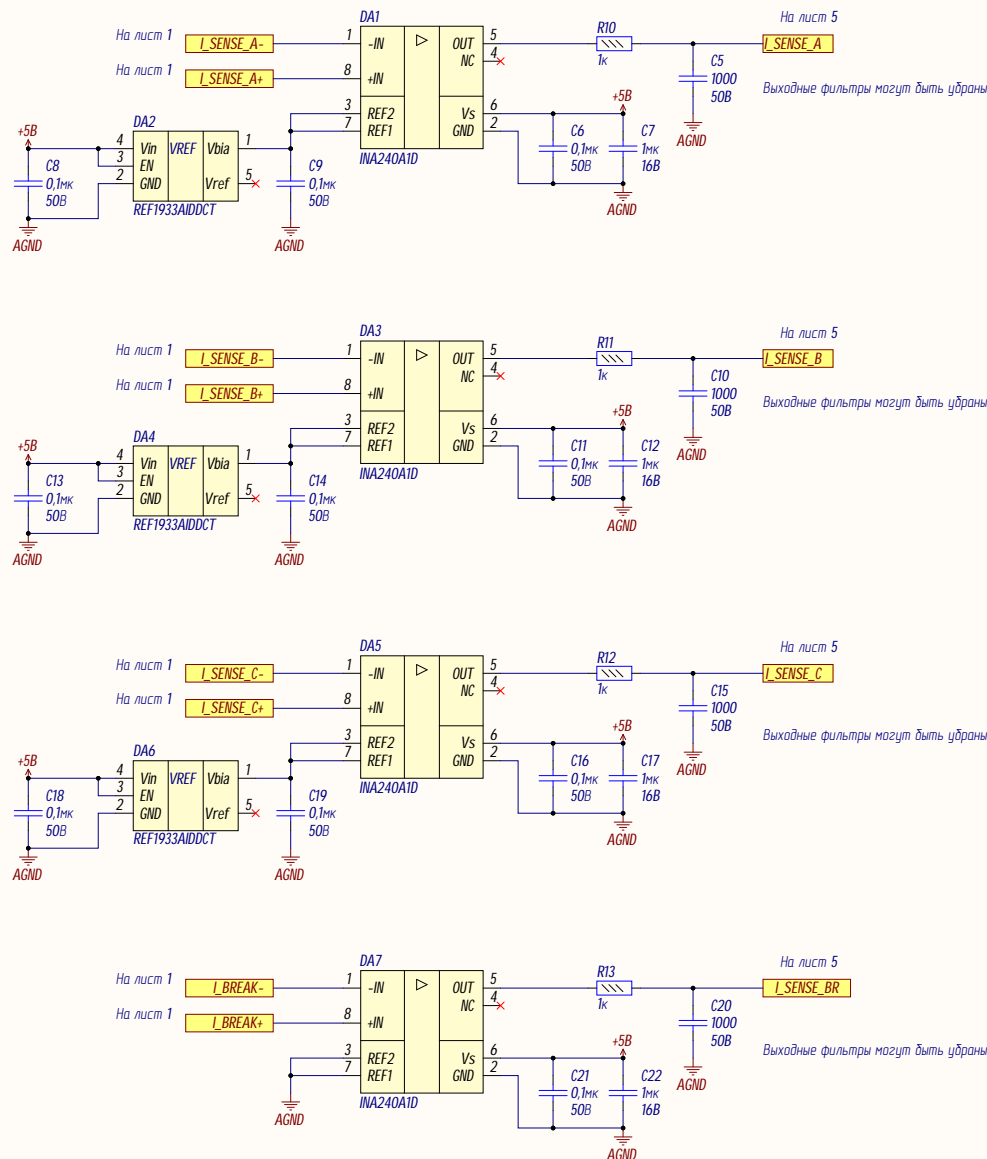 DA1
На лист 1
I_SENSE_A-
1
-IN
OUT
5
R10
1к
На лист 5
I_SENSE_A
4
NC
На лист 1
I_SENSE_A+
8
+IN
C5
1000
50В
Выходные фильтры могут быть убраны
AGND
3
REF2
7
REF1
Vs
6
GND
2
+5В
C6
0,1мк
50В
C7
1мк
16В
INA240A1D
AGND
+5В
DA2
4
Vin
VREF
Vbia
1
3
EN
2
GND
Vref
5
C8
0,1мк
50В
C9
0,1мк
50В
REF1933AIDDCT
AGND
AGND
DA3
На лист 1
I_SENSE_B-
1
-IN
OUT
5
R11
1к
На лист 5
I_SENSE_B
4
NC
На лист 1
I_SENSE_B+
8
+IN
C10
1000
50В
Выходные фильтры могут быть убраны
AGND
3
REF2
7
REF1
Vs
6
GND
2
+5В
C11
0,1мк
50В
C12
1мк
16В
INA240A1D
AGND
+5В
DA4
4
Vin
VREF
Vbia
1
3
EN
2
GND
Vref
5
C13
0,1мк
50В
C14
0,1мк
50В
REF1933AIDDCT
AGND
AGND
DA5
На лист 1
I_SENSE_C-
1
-IN
OUT
5
R12
1к
На лист 5
I_SENSE_C
4
NC
На лист 1
I_SENSE_C+
8
+IN
C15
1000
50В
Выходные фильтры могут быть убраны
AGND
3
REF2
7
REF1
Vs
6
GND
2
+5В
C16
0,1мк
50В
C17
1мк
16В
INA240A1D
AGND
+5В
DA6
4
Vin
VREF
Vbia
1
3
EN
2
GND
Vref
5
C18
0,1мк
50В
C19
0,1мк
50В
REF1933AIDDCT
AGND
AGND
DA7
На лист 1
I_BREAK-
1
-IN
OUT
5
R13
1к
На лист 5
I_SENSE_BR
4
NC
На лист 1
I_BREAK+
8
+IN
C20
1000
50В
Выходные фильтры могут быть убраны
AGND
3
REF2
7
REF1
Vs
6
GND
2
+5В
C21
0,1мк
50В
C22
1мк
16В
INA240A1D
AGND
AGND